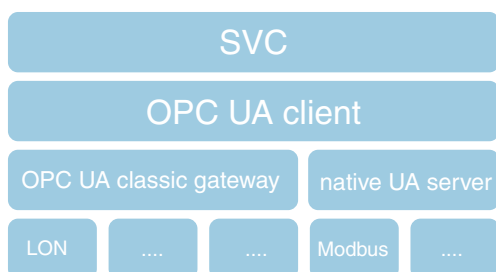 SVC
OPC UA client
OPC UA classic gateway native UA server
LON .... .... Modbus ....